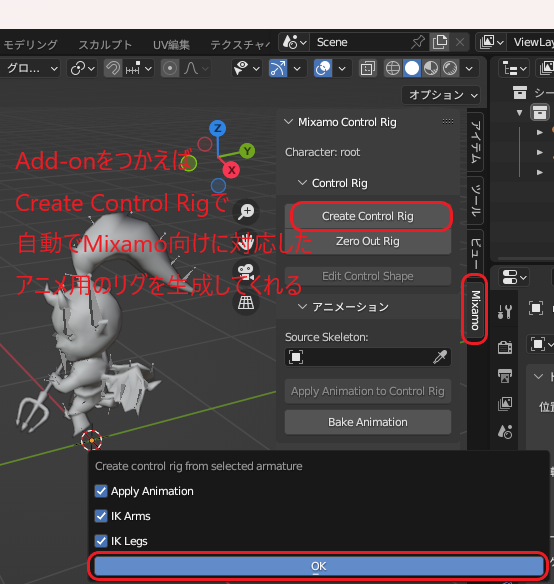 モデリング スカルプト UV編集 テクスチャ Scene ViewLay
グロ...
オプション
シー
Mixamo Control Rig
Character: root
Control Rig
Create Control Rig
Zero Out Rig
Edit Control Shape
アニメーション
Source Skeleton:
Apply Animation to Control Rig
Bake Animation
アイテム
ツール
ビュー
Mixamo
Z
Y
X
Add-onをつかえば
Create Control Rigで
自動でMixamo向けに対応した
アニメ用のリグを生成してくれる
位置
Create control rig from selected armature
Apply Animation
IK Arms
IK Legs
OK